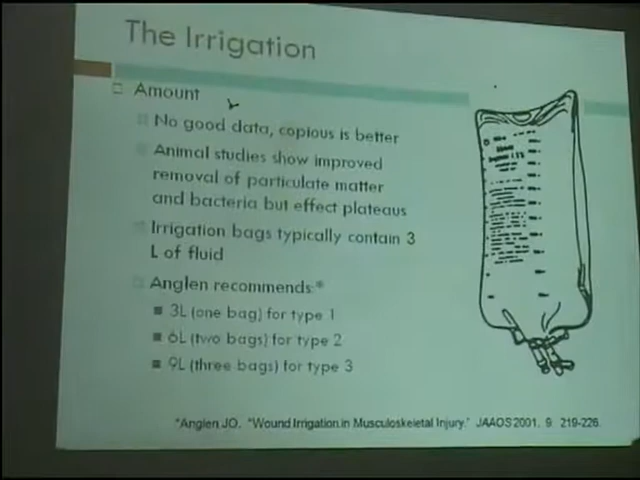 The Irrigation
Amount
No good data, copious is better
Animal studies show improved
removal of particulate matter
and bacteria but effect plateaus
Irrigation bags typically contain 3
L of fluid
Anglen recommends*
3L (one bag) for type 1
6L (two bags) for type 2
9L (three bags) for type 3
*Anglen JO. "Wound Irrigation in Musculoskeletal Injury." JAAOS 2001. 9. 219-226.